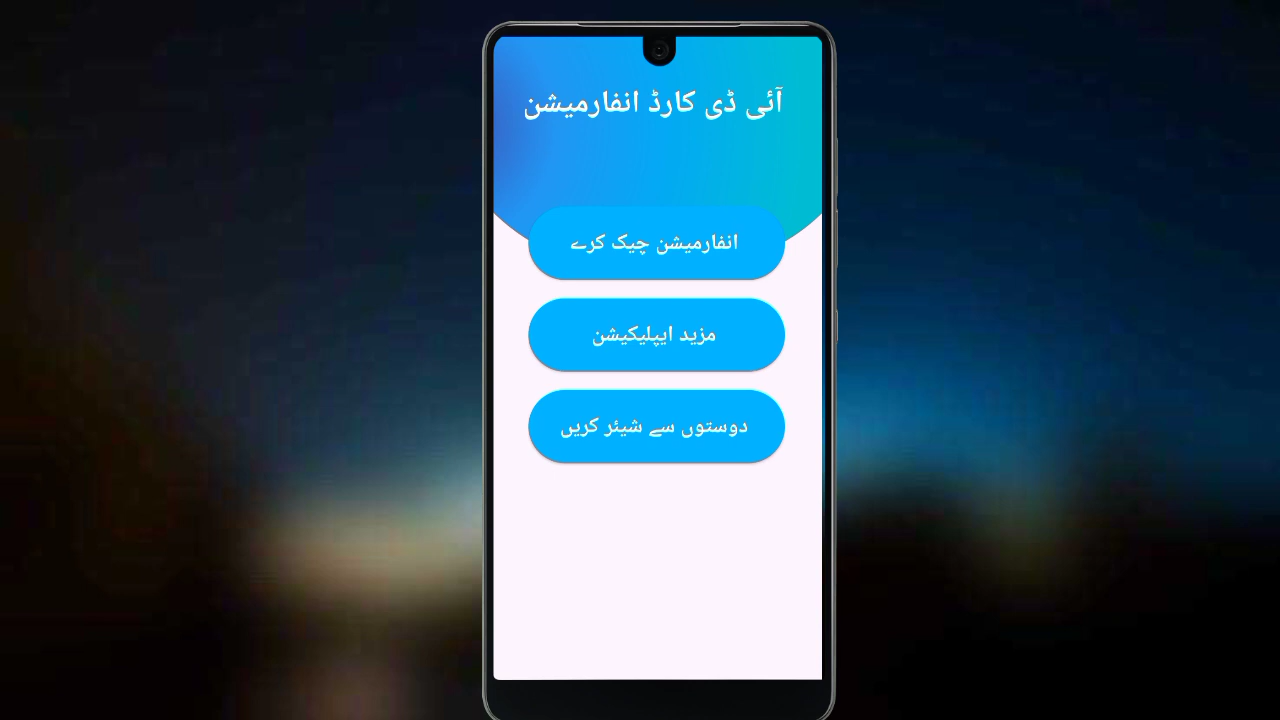 آئی ڈی کارڈ انفارمیشن
انفارمیشن چیک کرے
مزید ایپلیکیشن
دوستوں سے شیئر کریں